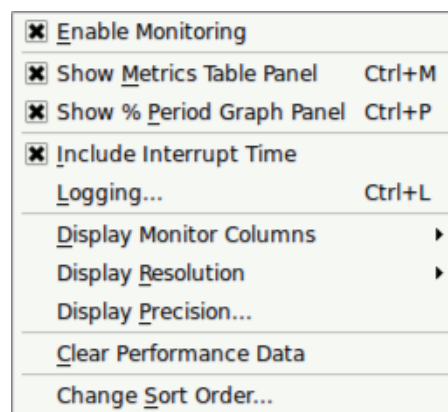 Enable Monitoring
Show Metrics Table Panel Ctrl+M
Show % Period Graph Panel Ctrl+P
Include Interrupt Time
Logging... Ctrl+L
Display Monitor Columns
Display Resolution
Display Precision...
Clear Performance Data
Change Sort Order...